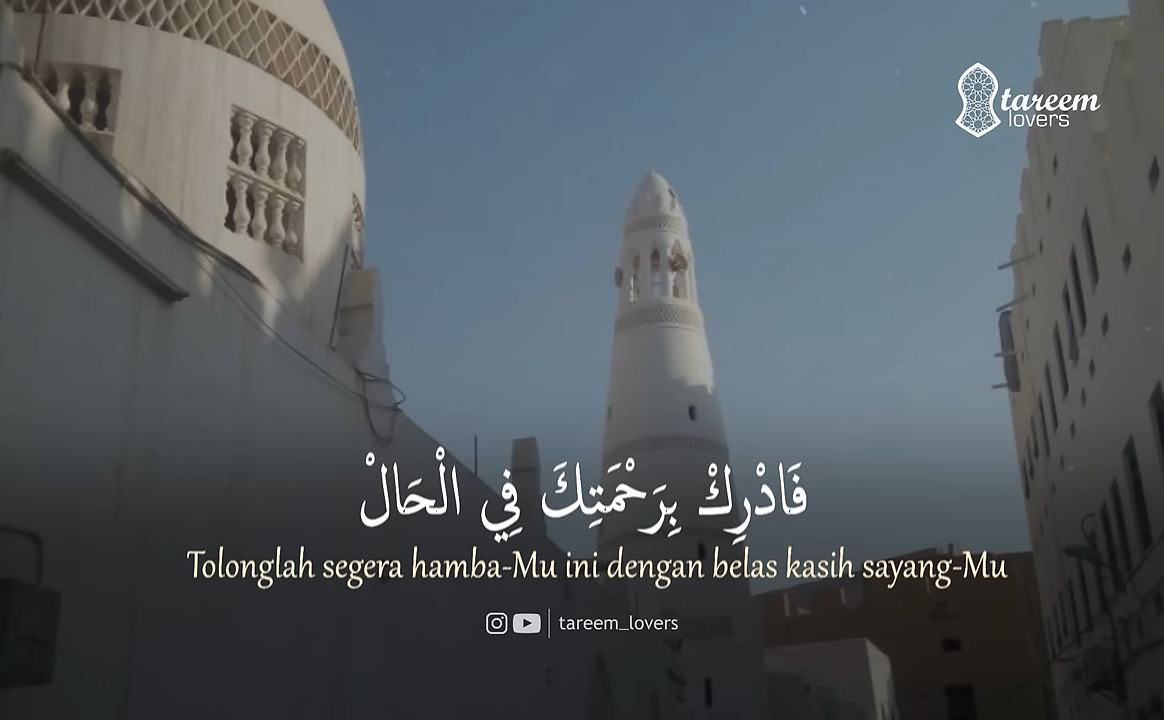 tareem
lovers
فَادْرِكْ بِرَحْمَتِكَ فِي الْحَالْ
Tolonglah segera hamba-Mu ini dengan belas kasih sayang-Mu
tareem_lovers